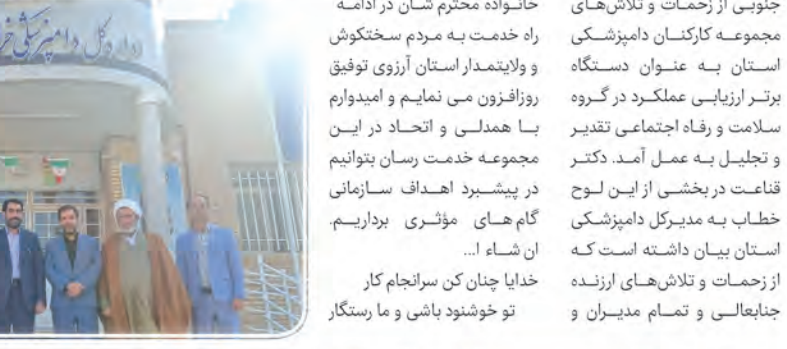 جنوبی از زحمات و تلاش‌های
مجموعه کارکنان دامپزشکی
استان به عنوان دستگاه
برتر ارزیابی عملکرد در گروه
سلامت و رفاه اجتماعی تقدیر
و تجلیل به عمل آمد. دکتر
قناعت در بخشی از این لوح
خطاب به مدیرکل دامپزشکی
استان بیان داشته است که
از زحمات و تلاش‌های ارزنده
جنابعالی و تمام مدیران و
خانواده محترم شان در ادامه
راه خدمت به مردم سختکوش
و ولایتمدار استان آرزوی توفیق
روزافزون می نمایم و امیدوارم
با همدلی و اتحاد در این
مجموعه خدمت رسان بتوانیم
در پیشبرد اهداف سازمانی
گام های مؤثری برداریم.
ان شاء ا...
خدایا چنان کن سرانجام کار
تو خوشنود باشی و ما رستگار
اداره کل دامپزشکی